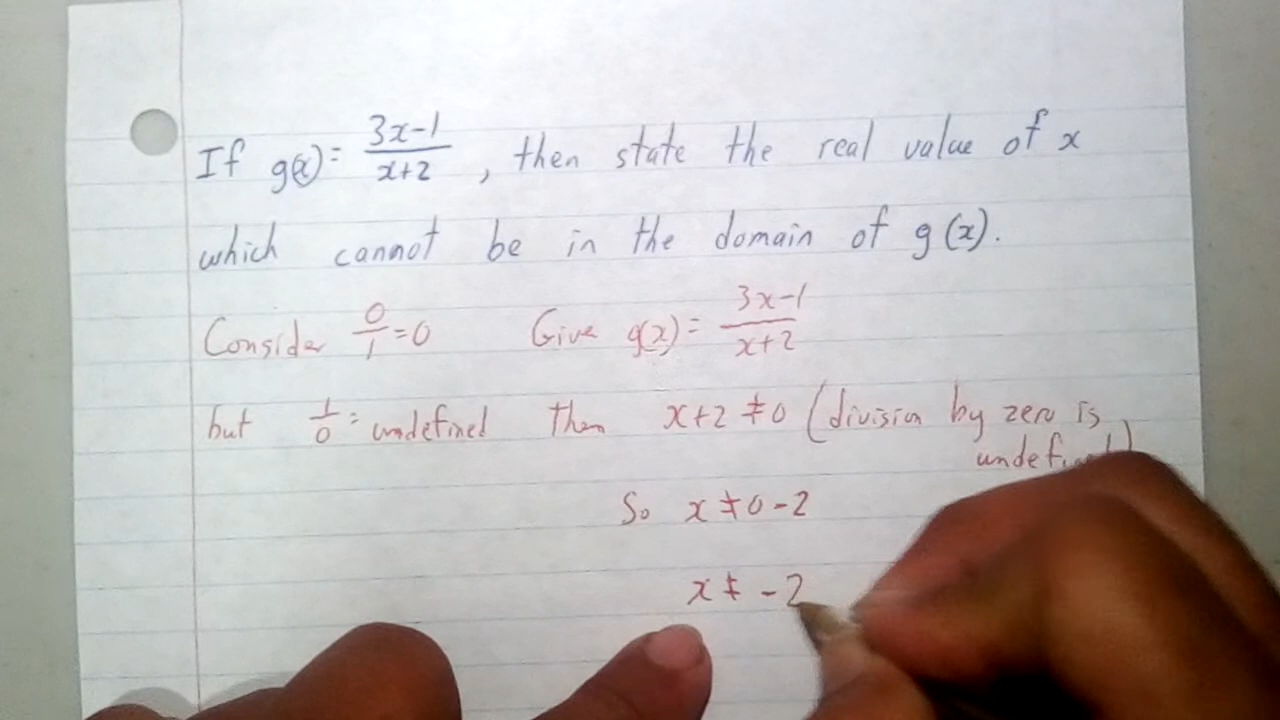 If g(x) = 3x-1/x+2, then state the real value of x
which cannot be in the domain of g(x).
Consider 0/1 = 0 Give g(x) = 3x-1/x+2
but 1/0 = undefined then x+2 ≠ 0 (division by zero is
So x ≠ 0-2
x ≠ -2